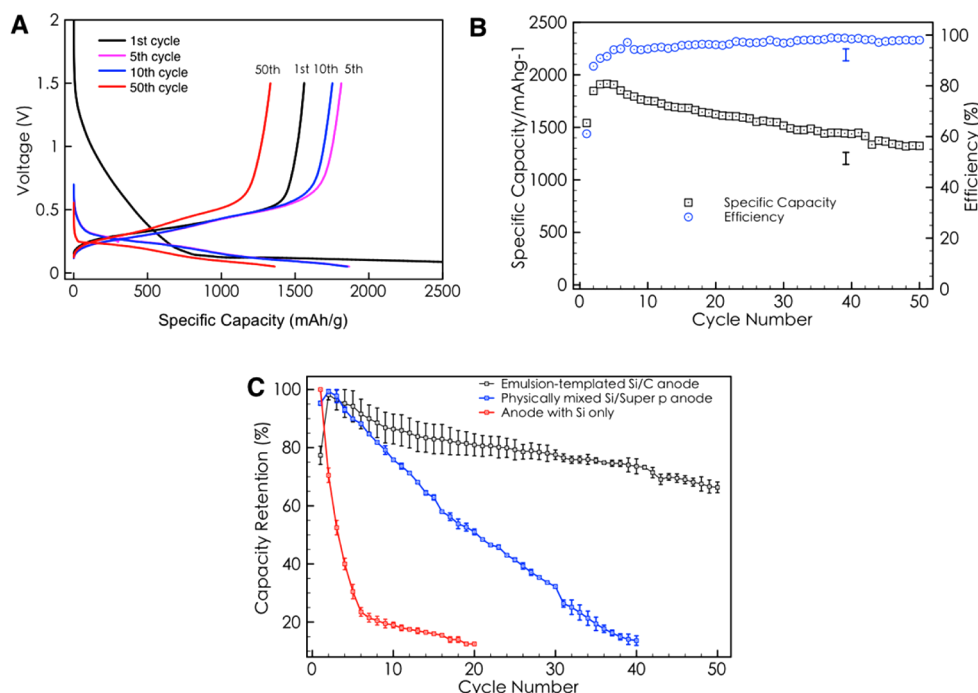 A
1st cycle
5th cycle
10th cycle
50th cycle
50th 1st 10th 5th
2
1.5
1
0.5
0
Voltage (V)
0 500 1000 1500 2000 2500
Specific Capacity (mAh/g)
B
2500
2000
1500
1000
500
0
Specific Capacity/mAhg-1
100
80
60
40
20
0
Efficiency (%)
Specific Capacity
Efficiency
0 10 20 30 40 50
Cycle Number
C
Emulsion-templated Si/C anode
Physically mixed Si/Super p anode
Anode with Si only
100
80
60
40
20
Capacity Retention (%)
0 10 20 30 40 50
Cycle Number